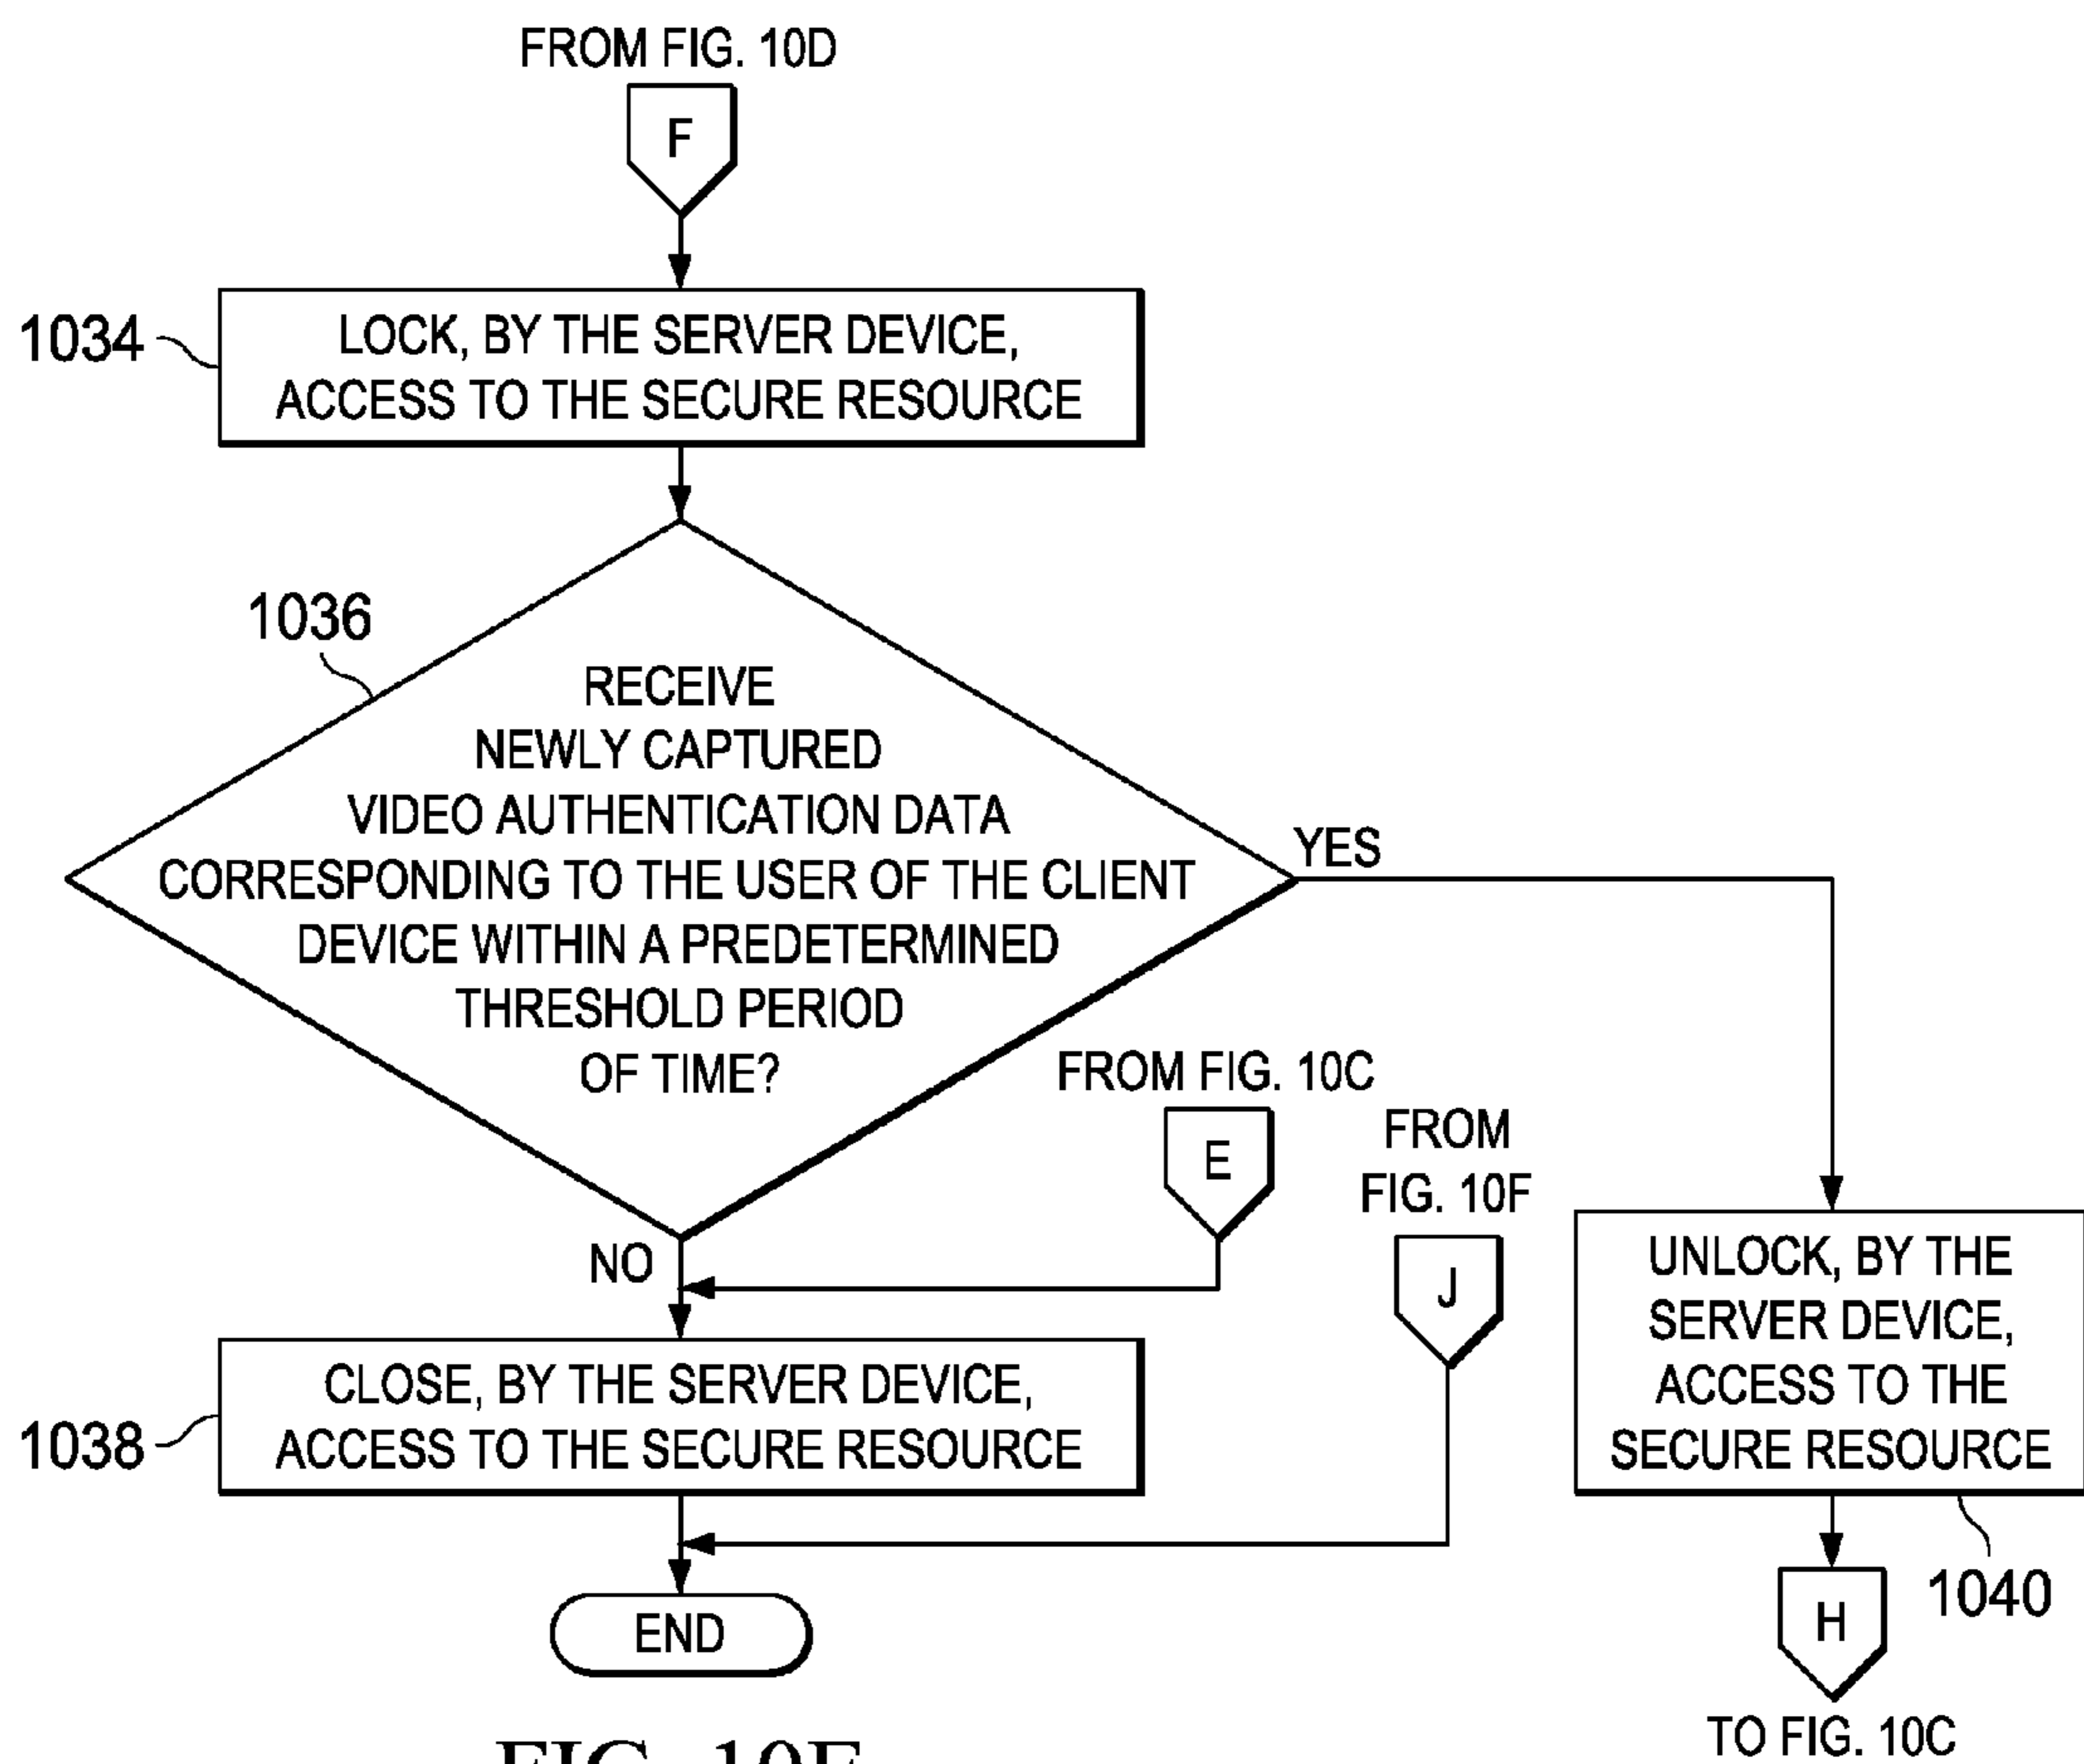 FROM FIG. 10D
F
1034
LOCK, BY THE SERVER DEVICE,
ACCESS TO THE SECURE RESOURCE
1036
RECEIVE
NEWLY CAPTURED
VIDEO AUTHENTICATION DATA
CORRESPONDING TO THE USER OF THE CLIENT
DEVICE WITHIN A PREDETERMINED
THRESHOLD PERIOD
OF TIME?
YES
NO
FROM FIG. 10C
E
FROM
FIG. 10F
J
1038
CLOSE, BY THE SERVER DEVICE,
ACCESS TO THE SECURE RESOURCE
UNLOCK, BY THE
SERVER DEVICE,
ACCESS TO THE
SECURE RESOURCE
1040
END
H
TO FIG. 10C